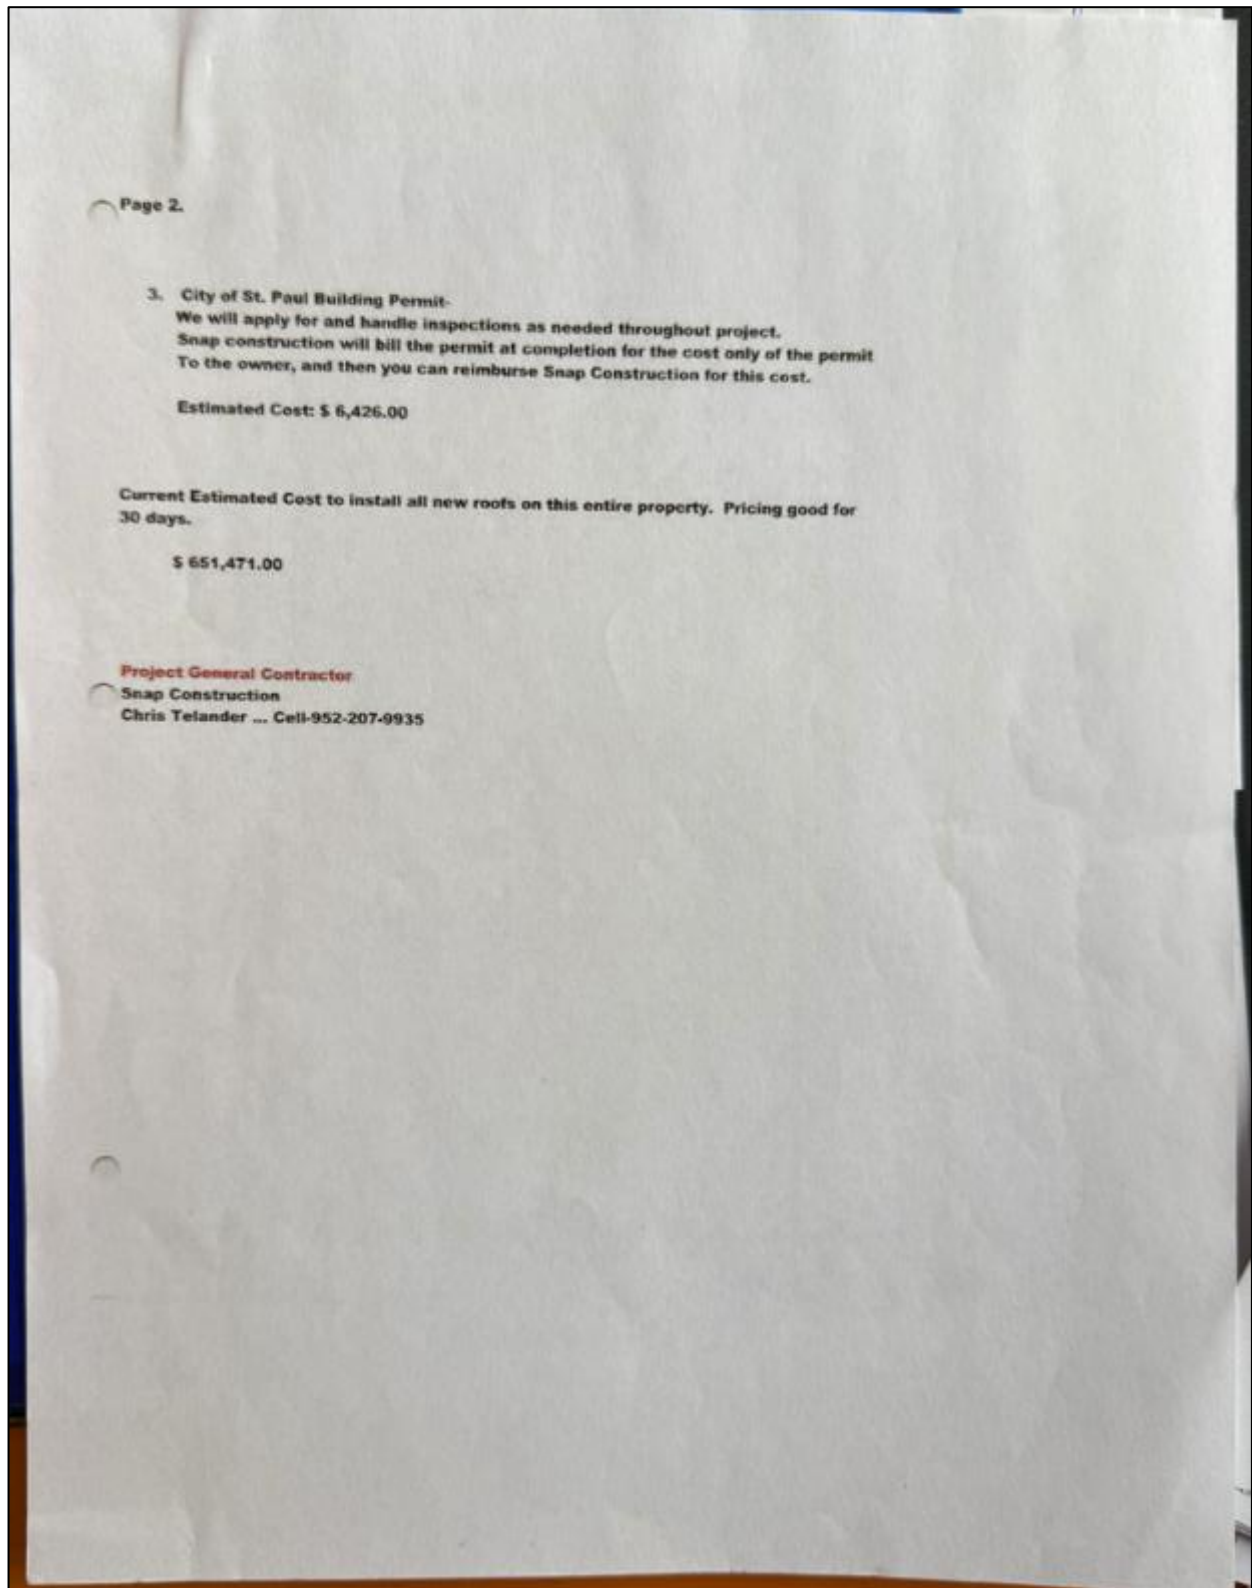 Page 2.
3. City of St. Paul Building Permit-
We will apply for and handle inspections as needed throughout project.
Snap construction will bill the permit at completion for the cost only of the permit
To the owner, and then you can reimburse Snap Construction for this cost.
Estimated Cost: $ 6,426.00
Current Estimated Cost to install all new roofs on this entire property. Pricing good for
30 days.
$ 651,471.00
Project General Contractor
Snap Construction
Chris Telander ... Cell-952-207-9935